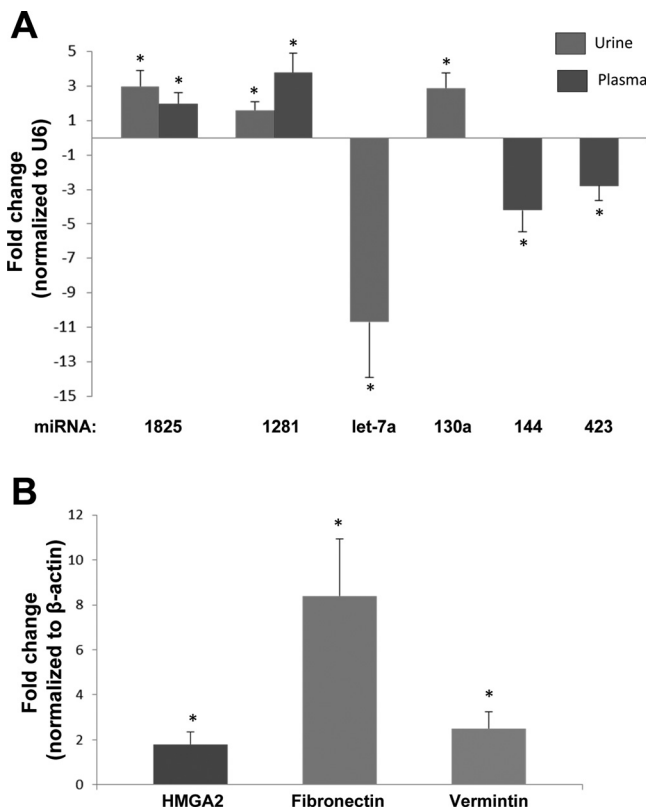 A
5
3
1
-1
-3
-5
-7
-9
-11
-13
-15
Fold change
(normalized to U6)
* * * * * * * *
Urine
Plasma
miRNA: 1825 1281 let-7a 130a 144 423
B
12
10
8
6
4
2
0
Fold change
(normalized to β-actin)
* * *
HMGA2 Fibronectin Vermintin